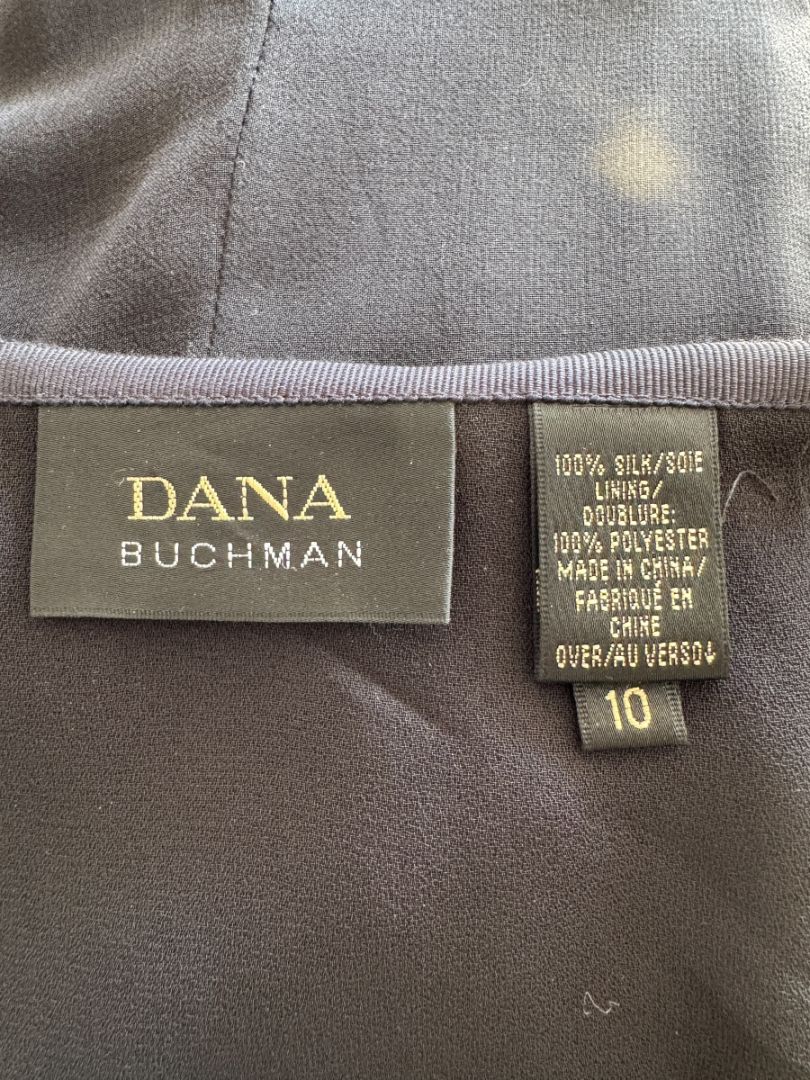 DANA
BUCHMAN
100% SILK/SOIE
LINING/
DOUBLURE:
100% POLYESTER
MADE IN CHINA/
FABRIQUÉ EN
CHINE
OVER/AU VERSO↓
10